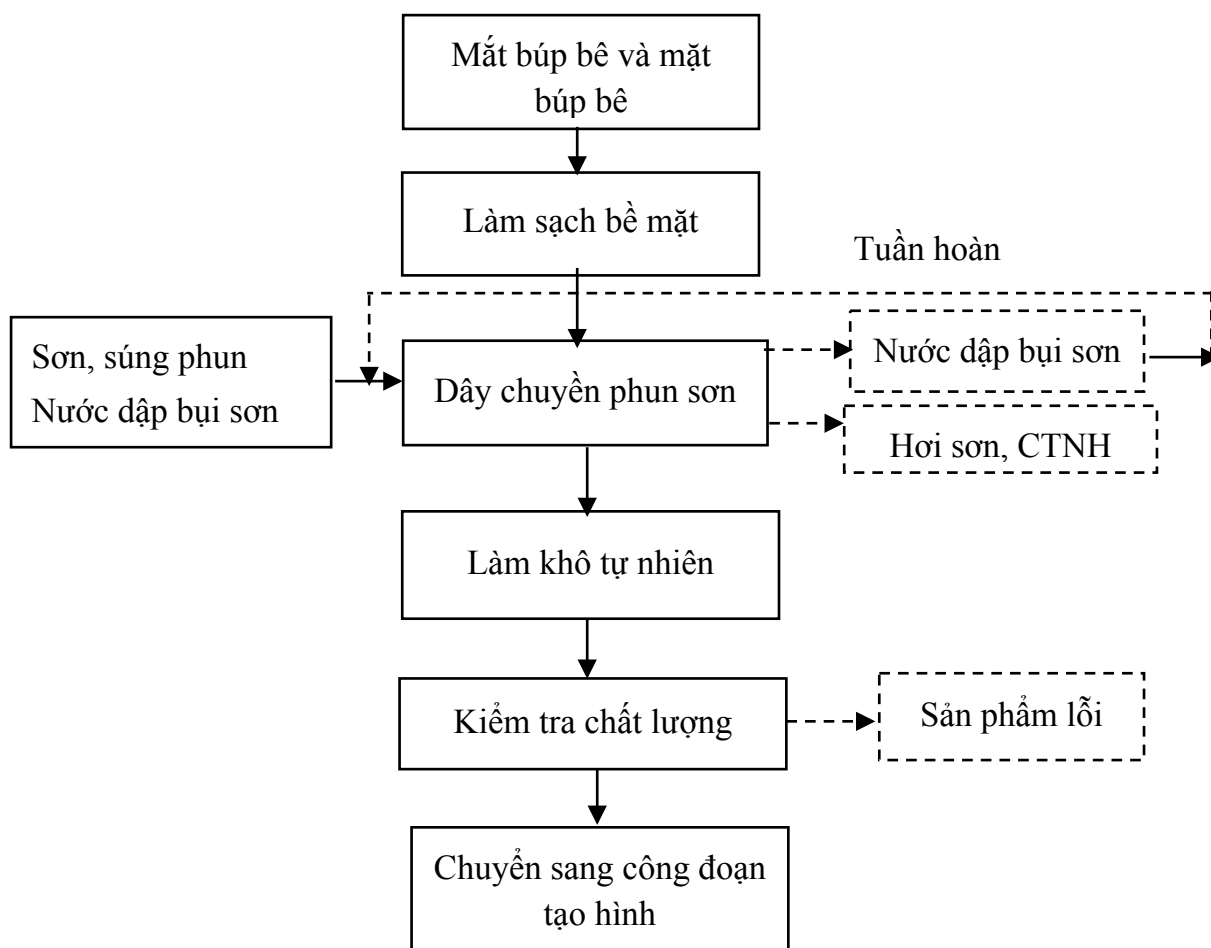 Mắt búp bê và mặt
búp bê
Làm sạch bề mặt
Tuần hoàn
Sơn, súng phun
Nước dập bụi sơn
Dây chuyền phun sơn
Nước dập bụi sơn
Hơi sơn, CTNH
Làm khô tự nhiên
Kiểm tra chất lượng
Sản phẩm lỗi
Chuyển sang công đoạn
tạo hình